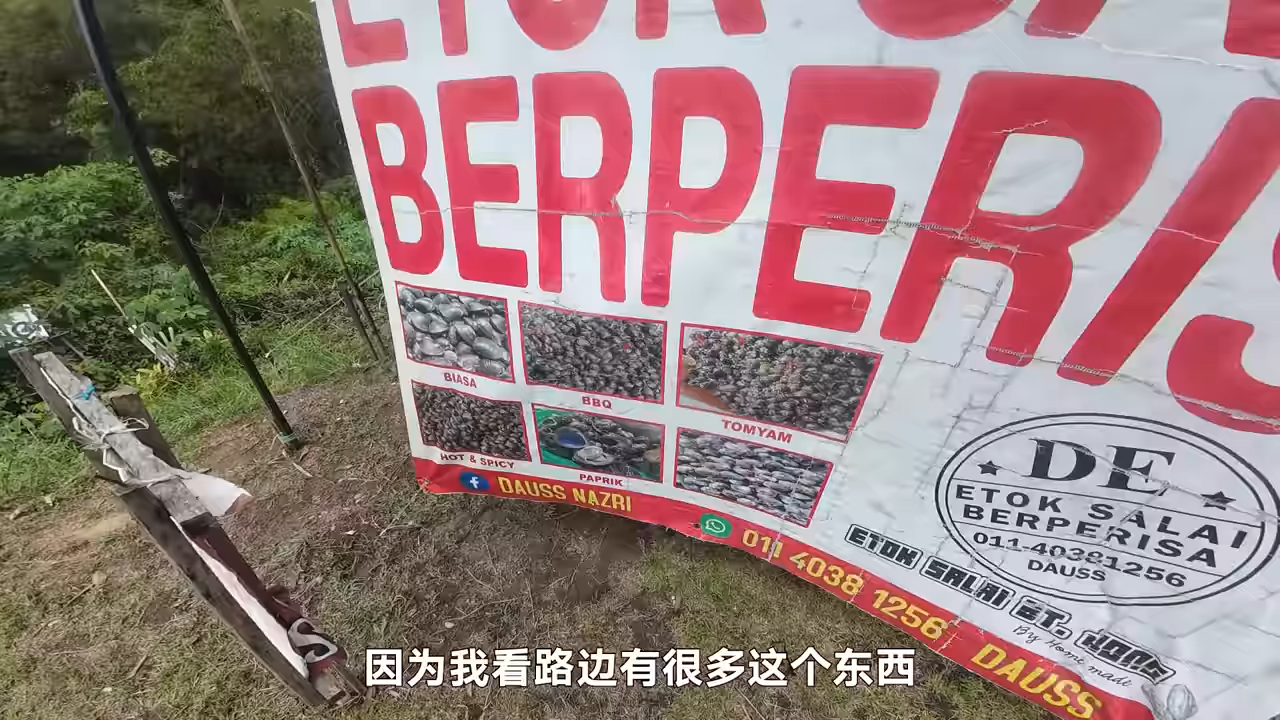 BERPERIS
BIASA
BBQ
TOMYAM
HOT & SPICY
PAPRIK
DAUSS NAZRI
011 4038 1256
DAUSS
DE
ETOK SALAI
BERPERISA
011-40381256
DAUSS
ETOK SALAI BT. HONG
By Home made
因为我看路边有很多这个东西